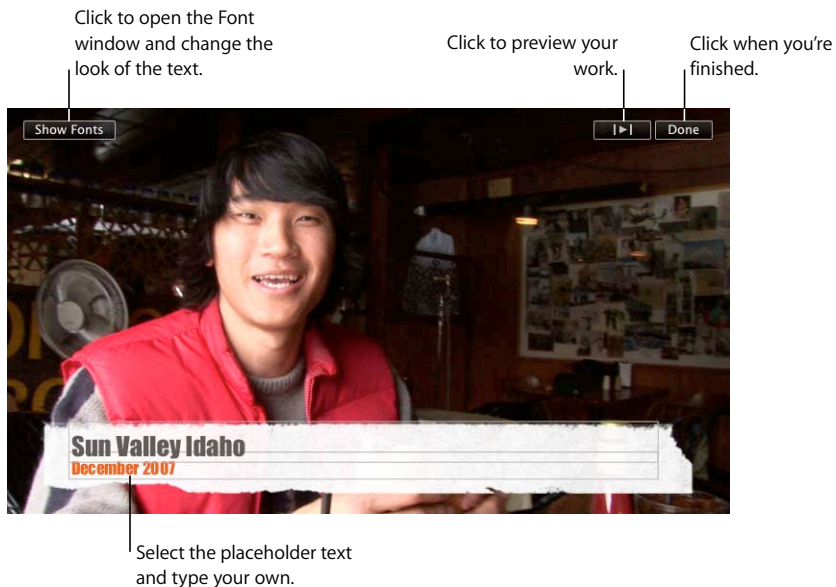 Click to open the Font
window and change the
look of the text.
Click to preview your
work.
Click when you’re
finished.
Show Fonts
Done
Sun Valley Idaho
December 2007
Select the placeholder text
and type your own.